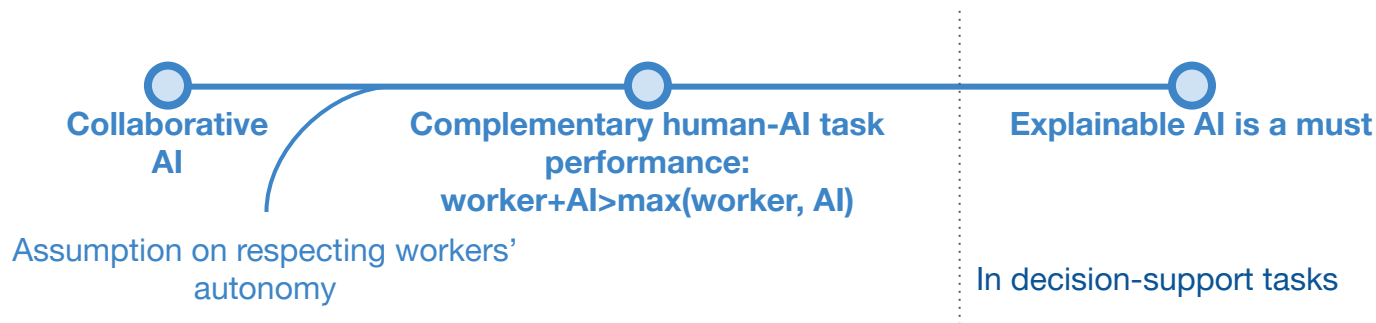 Collaborative
AI
Complementary human-AI task
performance:
worker+AI>max(worker, AI)
Explainable AI is a must
Assumption on respecting workers’
autonomy
In decision-support tasks